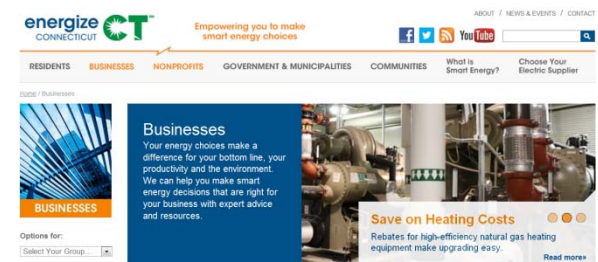 energize
CONNECTICUT
CT
Empowering you to make
smart energy choices
ABOUT / NEWS & EVENTS / CONTACT
f
You Tube
RESIDENTS
BUSINESSES
NONPROFITS
GOVERNMENT & MUNICIPALITIES
COMMUNITIES
What is
Smart Energy?
Choose Your
Electric Supplier
Home / Businesses
BUSINESSES
Options for:
Select Your Group...
Businesses
Your energy choices make a
difference for your bottom line, your
productivity and the environment.
We can help you make smart
energy decisions that are right for
your business with expert advice
and resources.
Save on Heating Costs
Rebates for high-efficiency natural gas heating
equipment make upgrading easy.
Read more»